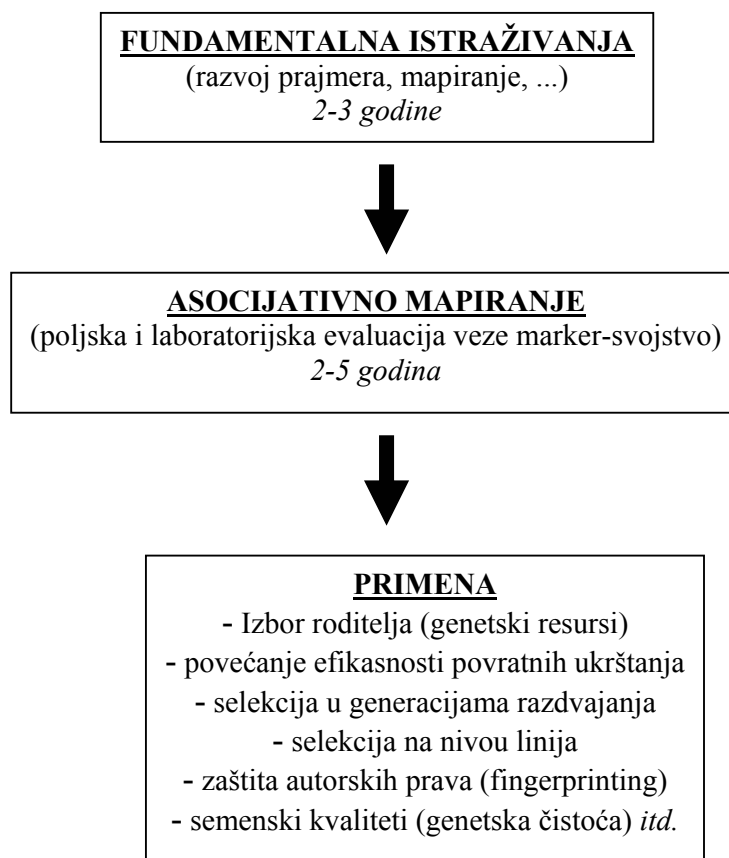 FUNDAMENTALNA ISTRAŽIVANJA
(razvoj prajmera, mapiranje, ...)
2-3 godine
ASOCIJATIVNO MAPIRANJE
(poljska i laboratorijska evaluacija veze marker-svojstvo)
2-5 godina
PRIMENA
- Izbor roditelja (genetski resursi)
- povećanje efikasnosti povratnih ukrštanja
- selekcija u generacijama razdvajanja
- selekcija na nivou linija
- zaštita autorskih prava (fingerprinting)
- semenski kvaliteti (genetska čistoća) itd.